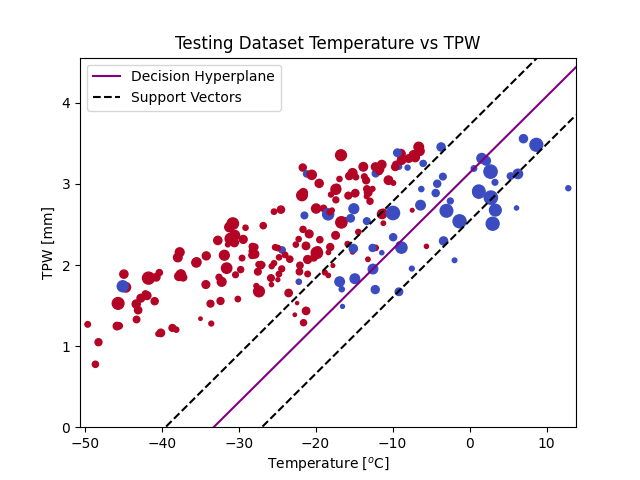 Testing Dataset Temperature vs TPW
Decision Hyperplane
Support Vectors
TPW [mm]
4
3
2
1
0
−50
−40
−30
−20
−10
0
10
Temperature [°C]